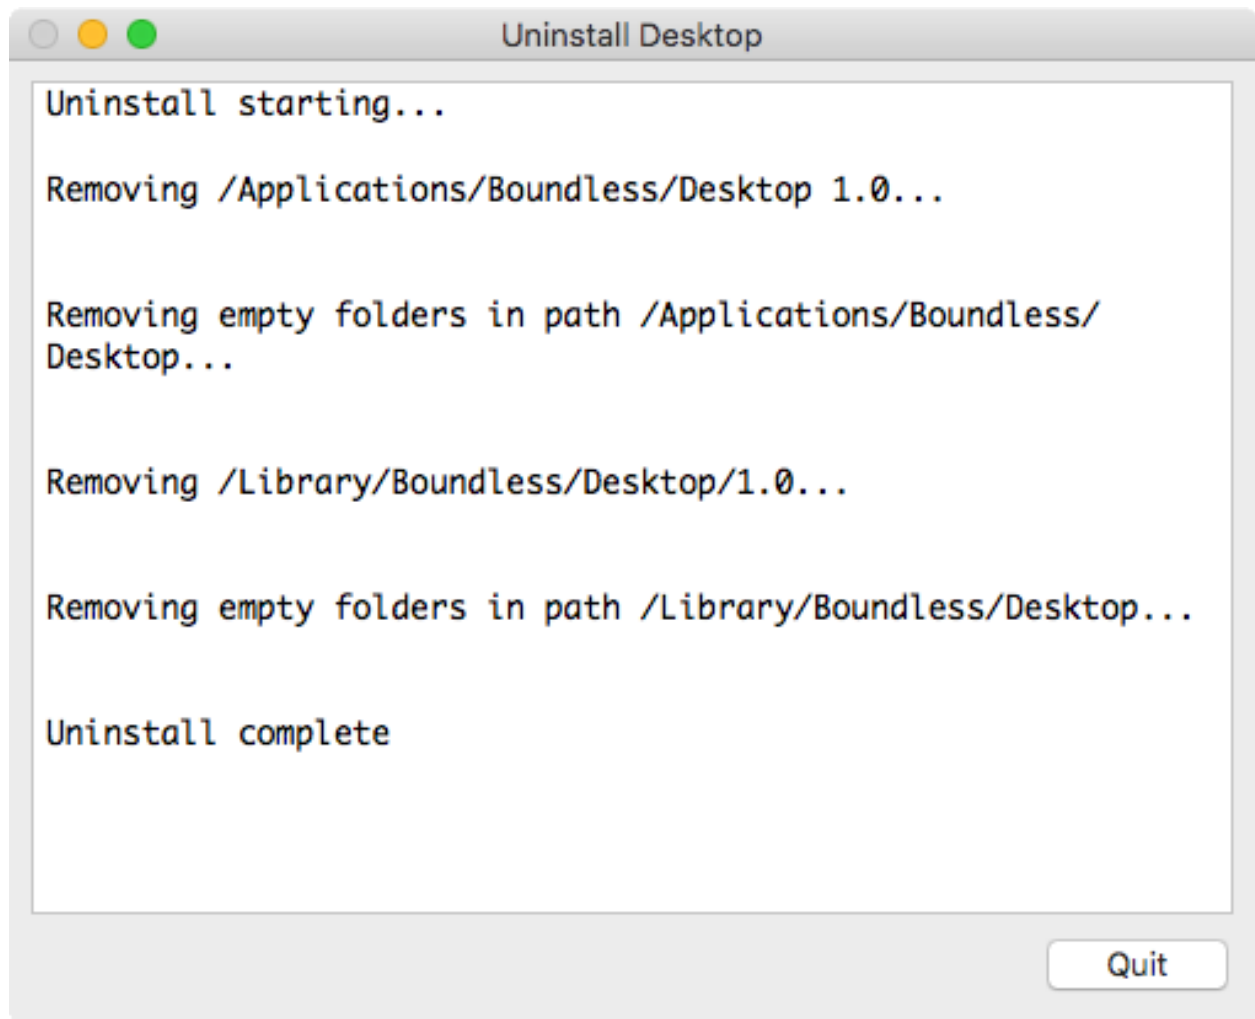 Uninstall Desktop
Uninstall starting...
Removing /Applications/Boundless/Desktop 1.0...
Removing empty folders in path /Applications/Boundless/
Desktop...
Removing /Library/Boundless/Desktop/1.0...
Removing empty folders in path /Library/Boundless/Desktop...
Uninstall complete
Quit